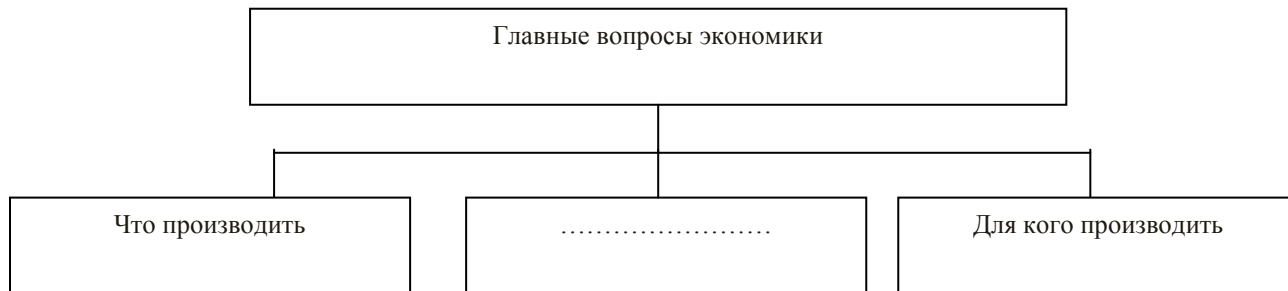 Главные вопросы экономики
Что производить
........................
Для кого производить